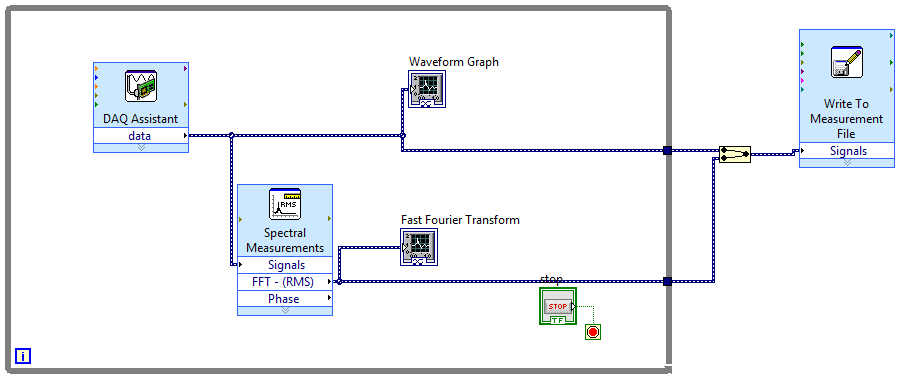 Waveform Graph
DAQ Assistant
data
Write To
Measurement
File
Signals
RMS
Spectral
Measurements
Signals
FFT - (RMS)
Phase
Fast Fourier Transform
stop
STOP
TF
i